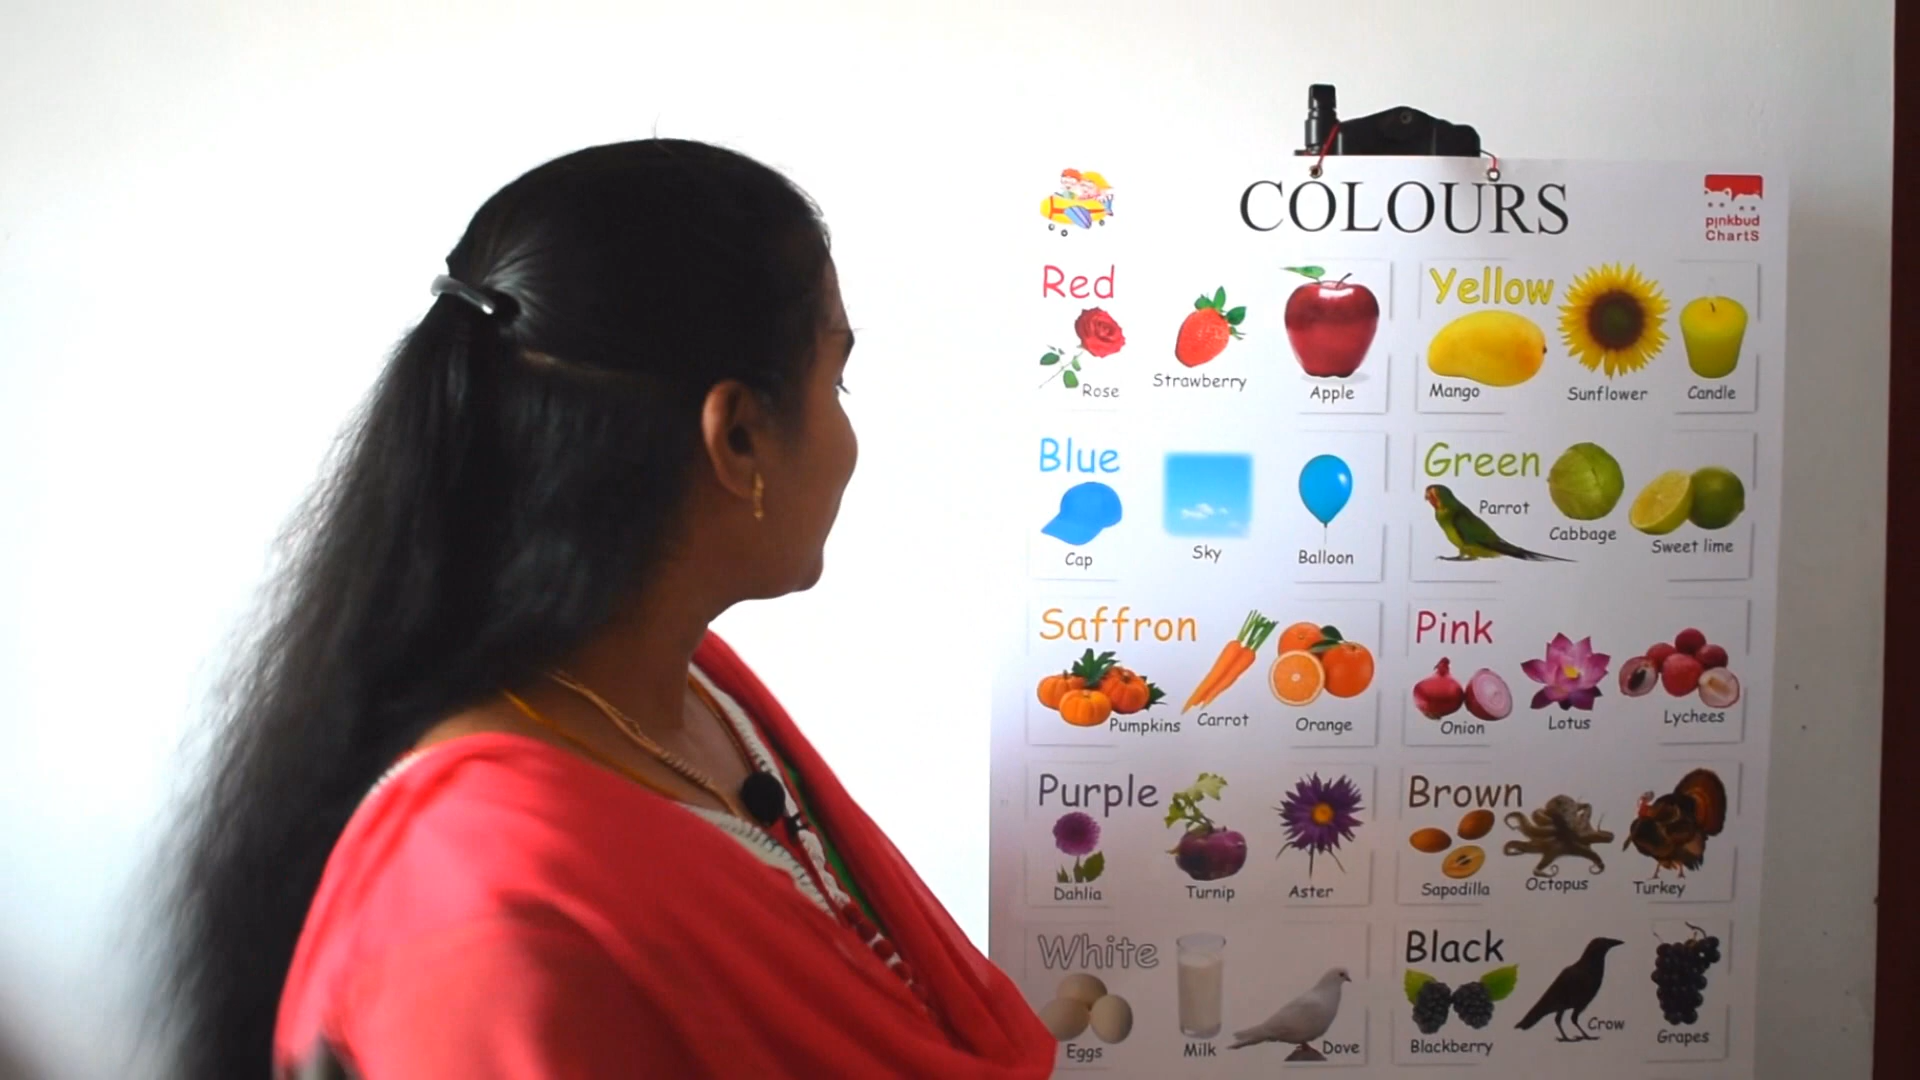 COLOURS
pinkbud
ChartS
Red
Rose
Strawberry
Apple
Yellow
Mango
Sunflower
Candle
Blue
Cap
Sky
Balloon
Green
Parrot
Cabbage
Sweet lime
Saffron
Pumpkins
Carrot
Orange
Pink
Onion
Lotus
Lychees
Purple
Dahlia
Turnip
Aster
Brown
Sapodilla
Octopus
Turkey
White
Eggs
Milk
Dove
Black
Blackberry
Crow
Grapes